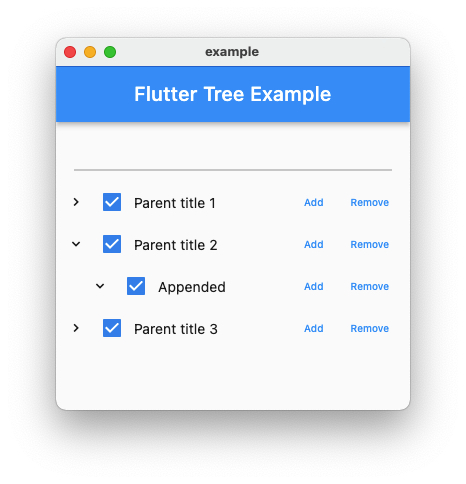 example
Flutter Tree Example
Parent title 1 Add Remove
Parent title 2 Add Remove
Appended Add Remove
Parent title 3 Add Remove